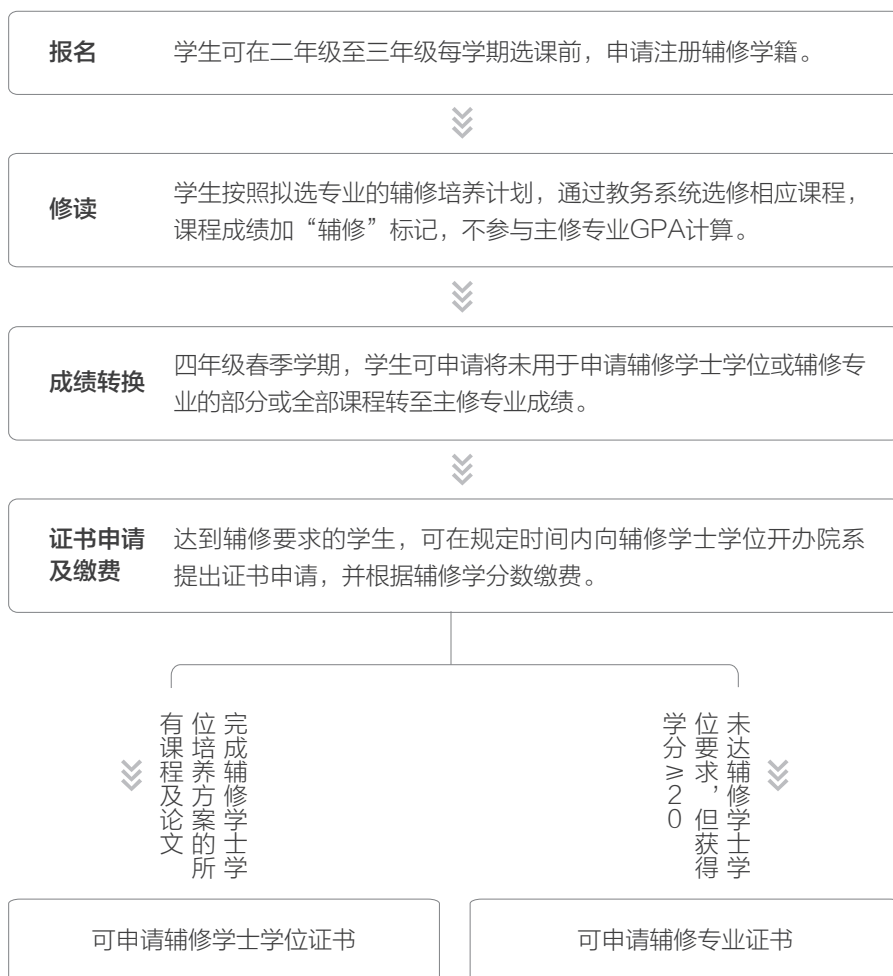 报名
学生可在二年级至三年级每学期选课前，申请注册辅修学籍。
修读
学生按照拟选专业的辅修培养计划，通过教务系统选修相应课程，
课程成绩加“辅修”标记，不参与主修专业GPA计算。
成绩转换
四年级春季学期，学生可申请将未用于申请辅修学士学位或辅修专
业的部分或全部课程转至主修专业成绩。
证书申请
及缴费
达到辅修要求的学生，可在规定时间内向辅修学士学位开办院系
提出证书申请，并根据辅修学分数缴费。
完成辅修学士学
位培养方案的所
有课程及论文
未达辅修学士学
位要求，但获得
学分≥20
可申请辅修学士学位证书
可申请辅修专业证书